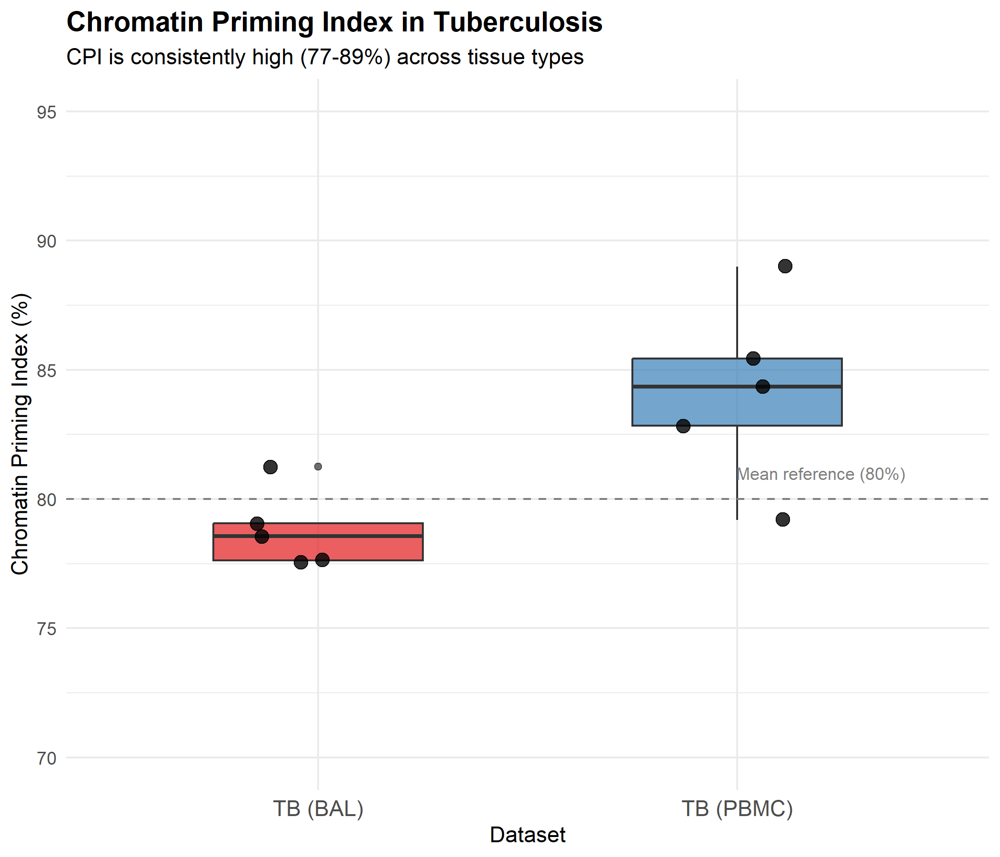 Chromatin Priming Index in Tuberculosis
CPI is consistently high (77-89%) across tissue types
Chromatin Priming Index (%)
95
90
85
80
75
70
Mean reference (80%)
TB (BAL)
TB (PBMC)
Dataset